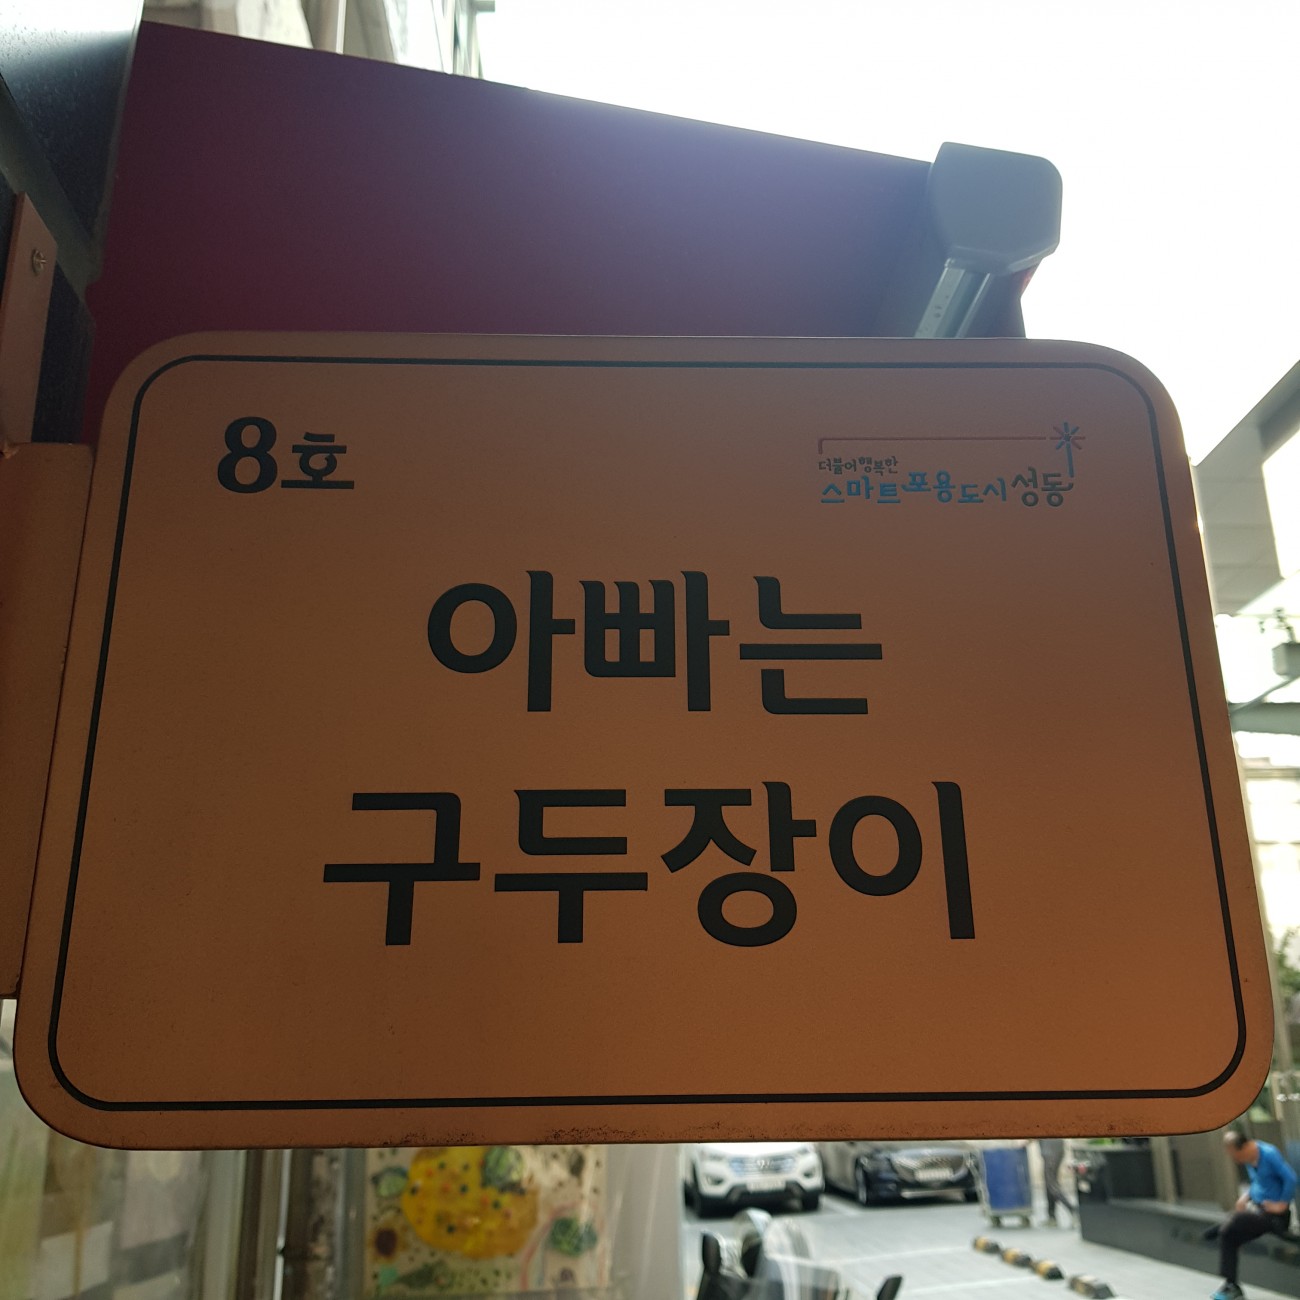 8호
더불어행복한
스마트포용도시성동
아빠는
구두장이